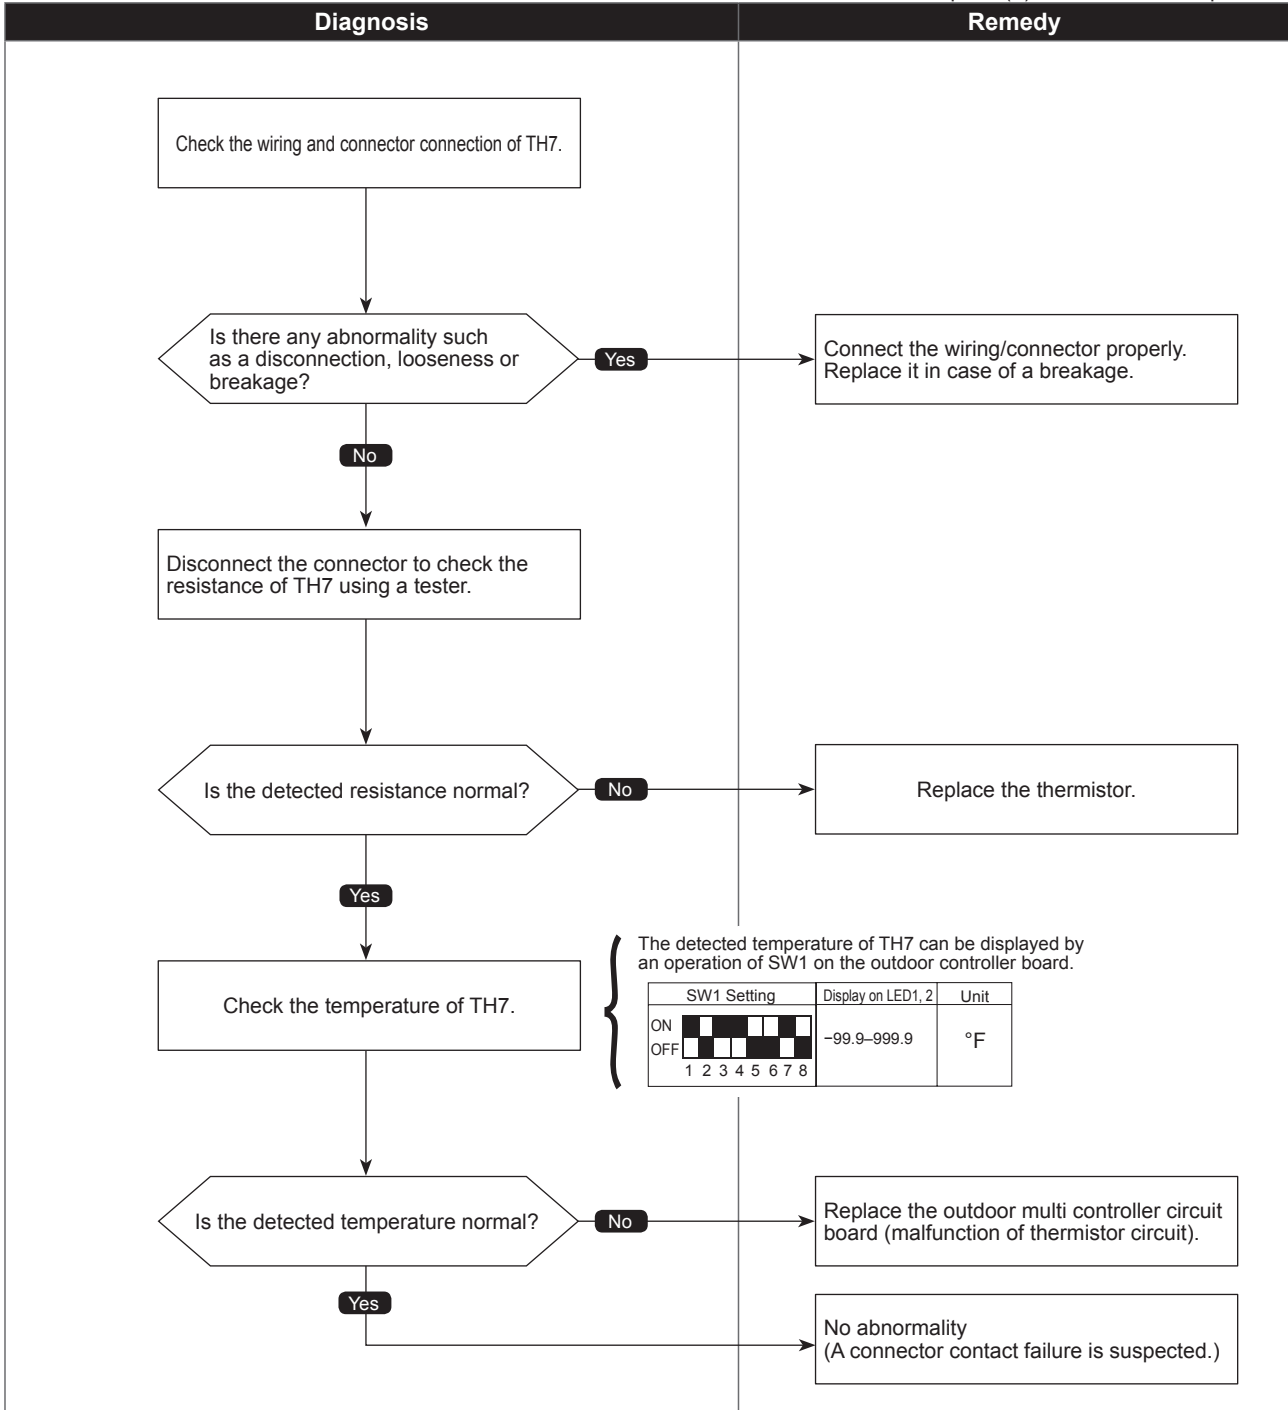 Diagnosis
Remedy
Check the wiring and connector connection of TH7.
Is there any abnormality such
as a disconnection, looseness or
breakage?
Yes
Connect the wiring/connector properly.
Replace it in case of a breakage.
No
Disconnect the connector to check the
resistance of TH7 using a tester.
Is the detected resistance normal?
No
Replace the thermistor.
Yes
Check the temperature of TH7.
The detected temperature of TH7 can be displayed by
an operation of SW1 on the outdoor controller board.
SW1 Setting
Display on LED1, 2
Unit
ON
OFF
1 2 3 4 5 6 7 8
−99.9–999.9
°F
Is the detected temperature normal?
No
Replace the outdoor multi controller circuit
board (malfunction of thermistor circuit).
Yes
No abnormality
(A connector contact failure is suspected.)